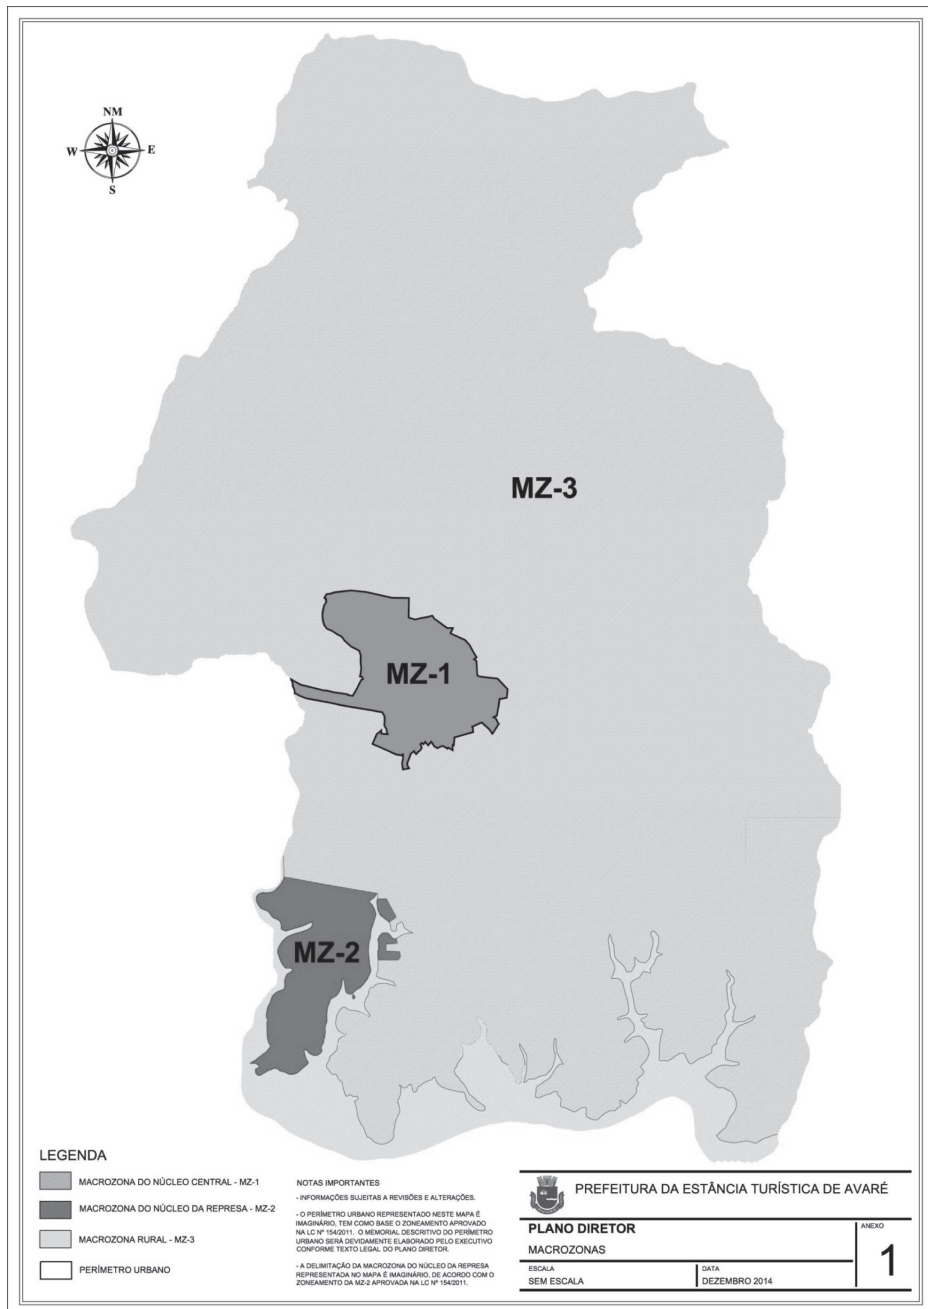 NM
W E
S
MZ-3
MZ-1
MZ-2
LEGENDA
MACROZONA DO NÚCLEO CENTRAL - MZ-1
MACROZONA DO NÚCLEO DA REPRESA - MZ-2
MACROZONA RURAL - MZ-3
PERÍMETRO URBANO
NOTAS IMPORTANTES
- INFORMAÇÕES SUJEITAS A REVISÕES E ALTERAÇÕES.
- O PERÍMETRO URBANO REPRESENTADO NESTE MAPA É
IMAGINÁRIO, TEM COMO BASE O ZONEAMENTO APROVADO
NA LC Nº 154/2011. O MEMORIAL DESCRITIVO DO PERÍMETRO
URBANO SERÁ DEVIDAMENTE ELABORADO PELO EXECUTIVO
CONFORME TEXTO LEGAL DO PLANO DIRETOR.
- A DELIMITAÇÃO DA MACROZONA DO NÚCLEO DA REPRESA
REPRESENTADA NO MAPA É IMAGINÁRIO, DE ACORDO COM O
ZONEAMENTO DA MZ-2 APROVADA NA LC Nº 154/2011.
PREFEITURA DA ESTÂNCIA TURÍSTICA DE AVARÉ
PLANO DIRETOR
MACROZONAS
ANEXO
1
ESCALA
SEM ESCALA
DATA
DEZEMBRO 2014